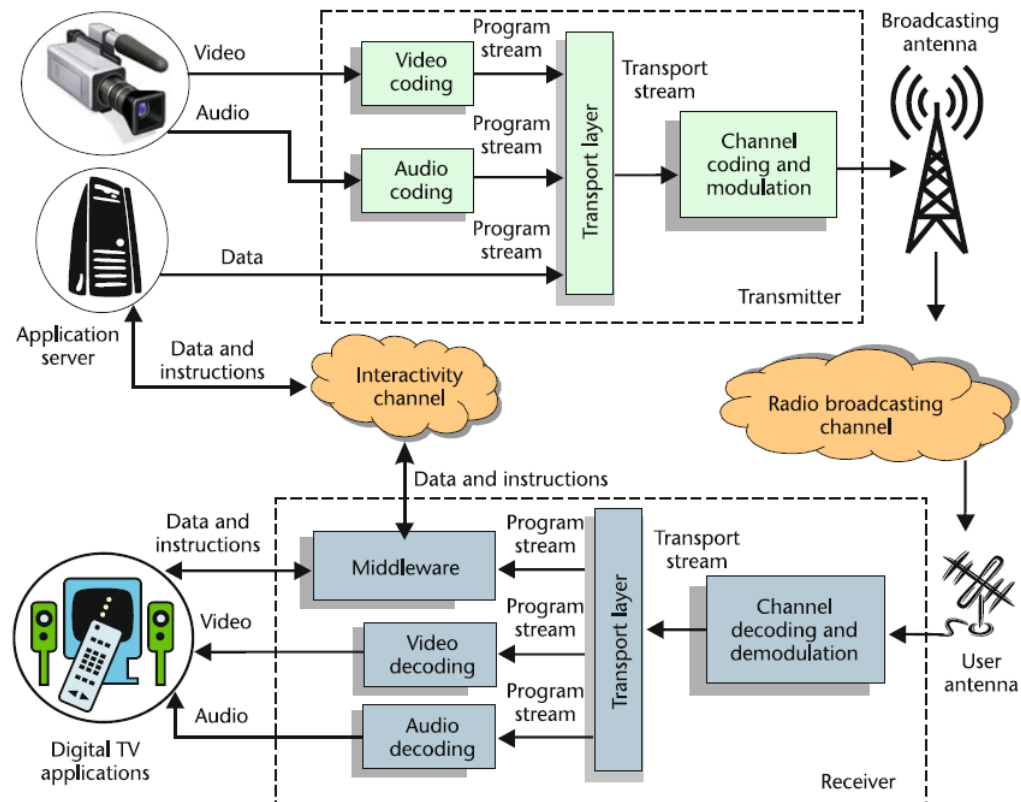 Video
Audio
Video
coding
Audio
coding
Program
stream
Program
stream
Program
stream
Data
Transport layer
Transport
stream
Channel
coding and
modulation
Transmitter
Broadcasting
antenna
Application
server
Data and
instructions
Interactivity
channel
Radio broadcasting
channel
Data and instructions
Data and
instructions
Middleware
Program
stream
Transport layer
Transport
stream
Channel
decoding and
demodulation
User
antenna
Video
Video
decoding
Program
stream
Audio
Audio
decoding
Program
stream
Digital TV
applications
Receiver